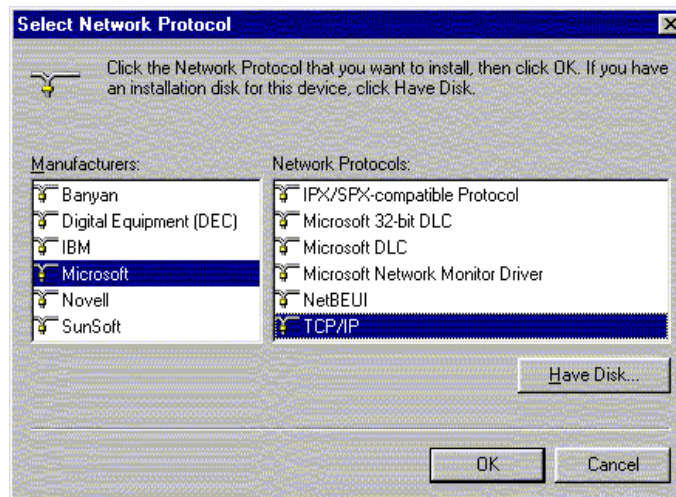 Select Network Protocol
Click the Network Protocol that you want to install, then click OK. If you have
an installation disk for this device, click Have Disk.
Manufacturers:
Banyan
Digital Equipment (DEC)
IBM
Microsoft
Novell
SunSoft
Network Protocols:
IPX/SPX-compatible Protocol
Microsoft 32-bit DLC
Microsoft DLC
Microsoft Network Monitor Driver
NetBEUI
TCP/IP
Have Disk...
OK
Cancel